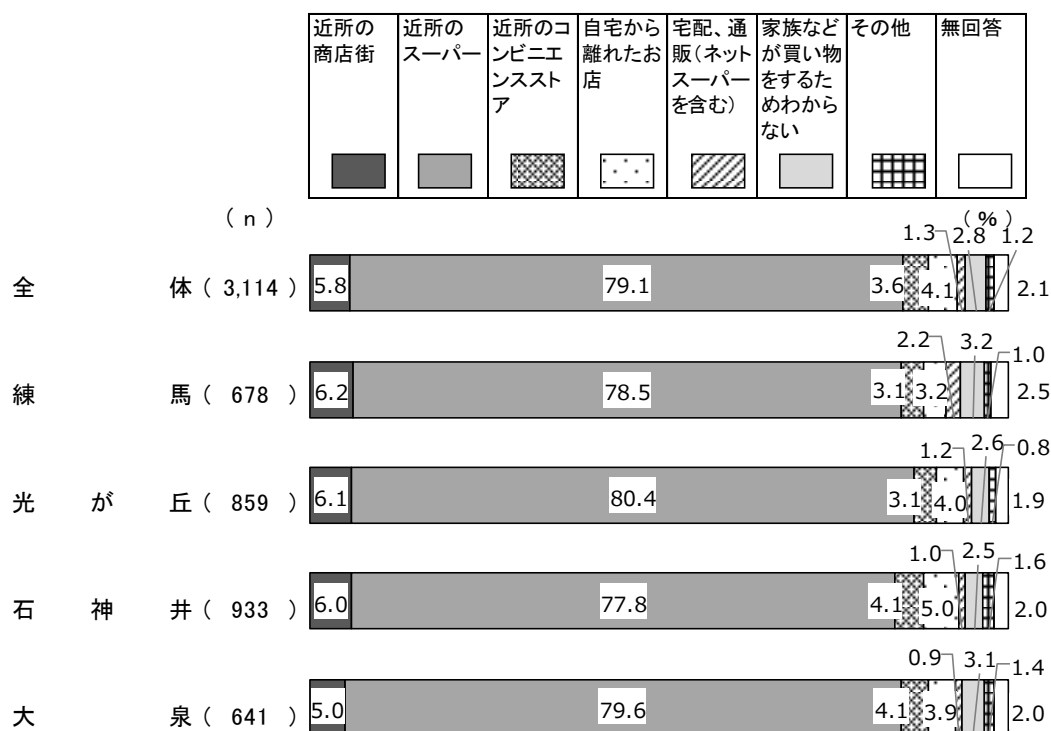 近所の
商店街
近所の
スーパー
近所のコ
ンビニエ
ンススト
ア
自宅から
離れたお
店
宅配、通
販(ネット
スーパー
を含む)
家族など
が買い物
をするた
めわから
ない
その他
無回答
(n)
(%)
1.3 2.8 1.2
全体(3,114) 5.8 79.1 3.6 4.1 2.1
2.2 3.2 1.0
練馬(678) 6.2 78.5 3.1 3.2 2.5
1.2 2.6 0.8
光が丘(859) 6.1 80.4 3.1 4.0 1.9
1.0 2.5 1.6
石神井(933) 6.0 77.8 4.1 5.0 2.0
0.9 3.1 1.4
大泉(641) 5.0 79.6 4.1 3.9 2.0